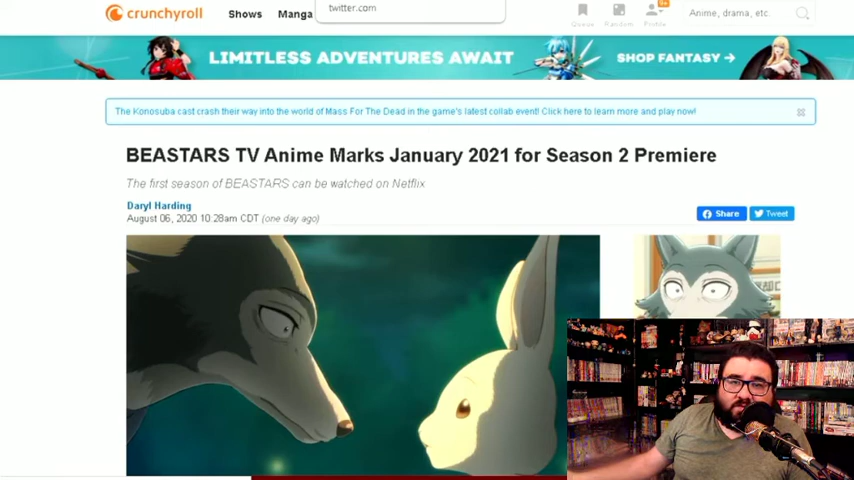 crunchyroll
Shows Manga
twitter.com
Queue Random Profile
Anime, drama, etc.
LIMITLESS ADVENTURES AWAIT
SHOP FANTASY →
The Konosuba cast crash their way into the world of Mass For The Dead in the game's latest collab event! Click here to learn more and play now!
BEASTARS TV Anime Marks January 2021 for Season 2 Premiere
The first season of BEASTARS can be watched on Netflix
Daryl Harding
August 06, 2020 10:28am CDT (one day ago)
Share Tweet